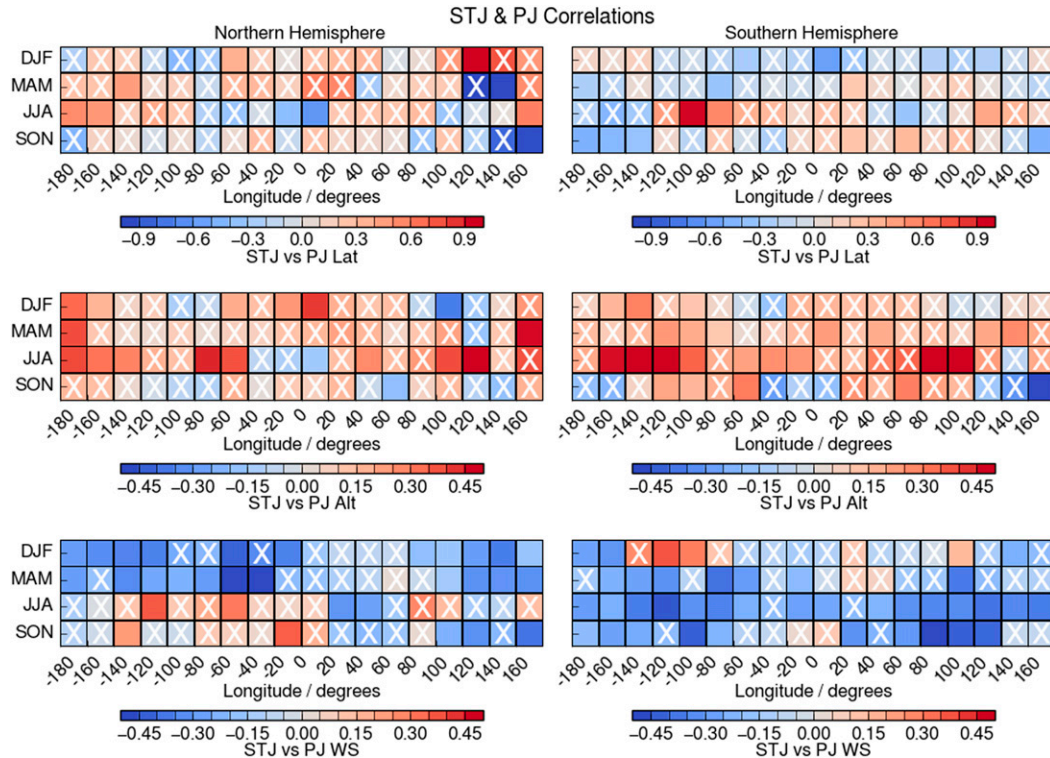 STJ & PJ Correlations
Northern Hemisphere Southern Hemisphere
DJF
MAM
JJA
SON
-180 -160 -140 -120 -100 -80 -60 -40 -20 0 20 40 60 80 100 120 140 160 -180 -160 -140 -120 -100 -80 -60 -40 -20 0 20 40 60 80 100 120 140 160
Longitude / degrees Longitude / degrees
−0.9 −0.6 −0.3 0.0 0.3 0.6 0.9 −0.9 −0.6 −0.3 0.0 0.3 0.6 0.9
STJ vs PJ Lat STJ vs PJ Lat
DJF
MAM
JJA
SON
-180 -160 -140 -120 -100 -80 -60 -40 -20 0 20 40 60 80 100 120 140 160 -180 -160 -140 -120 -100 -80 -60 -40 -20 0 20 40 60 80 100 120 140 160
Longitude / degrees Longitude / degrees
−0.45 −0.30 −0.15 0.00 0.15 0.30 0.45 −0.45 −0.30 −0.15 0.00 0.15 0.30 0.45
STJ vs PJ Alt STJ vs PJ Alt
DJF
MAM
JJA
SON
-180 -160 -140 -120 -100 -80 -60 -40 -20 0 20 40 60 80 100 120 140 160 -180 -160 -140 -120 -100 -80 -60 -40 -20 0 20 40 60 80 100 120 140 160
Longitude / degrees Longitude / degrees
−0.45 −0.30 −0.15 0.00 0.15 0.30 0.45 −0.45 −0.30 −0.15 0.00 0.15 0.30 0.45
STJ vs PJ WS STJ vs PJ WS